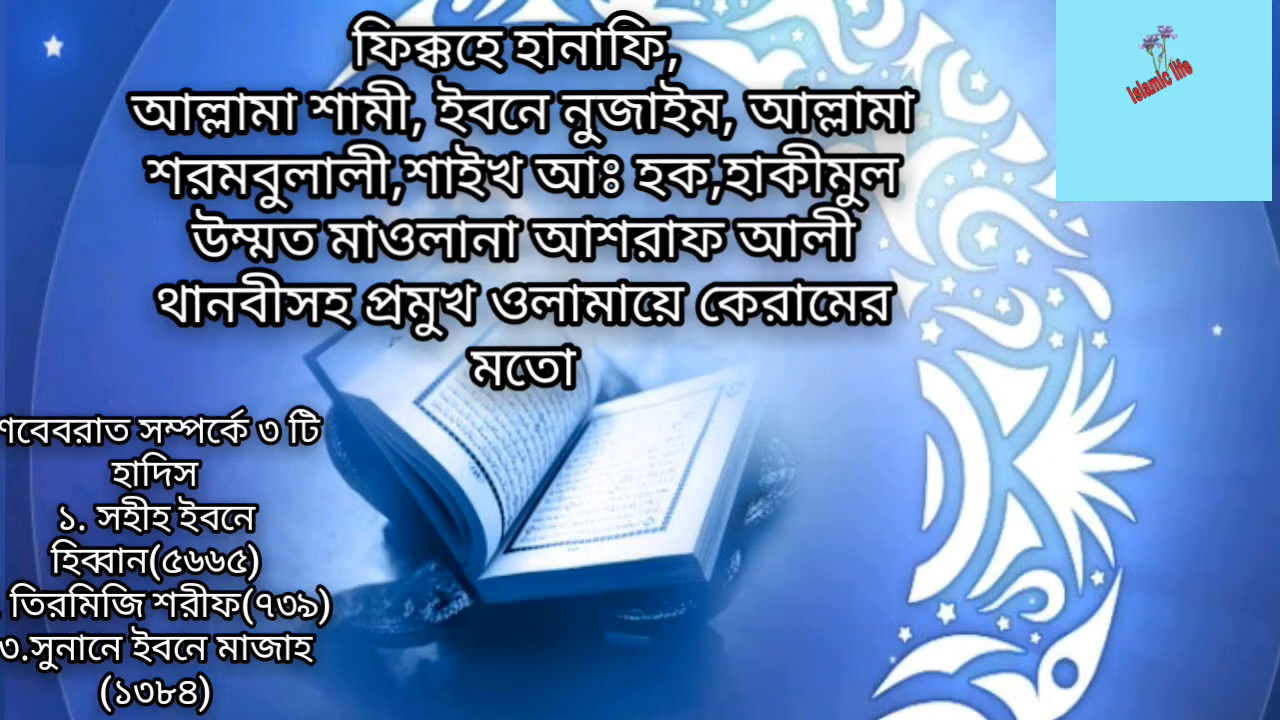 ফিক্কহে হানাফি,
আল্লামা শামী, ইবনে নুজাইম, আল্লামা
শরমবুলালী,শাইখ আঃ হক,হাকীমুল
উম্মত মাওলানা আশরাফ আলী
থানবীসহ প্রমুখ ওলামায়ে কেরামের
মতো
Islamic life
শবেবরাত সম্পর্কে ৩ টি
হাদিস
১. সহীহ ইবনে
হিব্বান(৫৬৬৫)
. তিরমিজি শরীফ(৭৩৯)
৩.সুনানে ইবনে মাজাহ
(১৩৮৪)